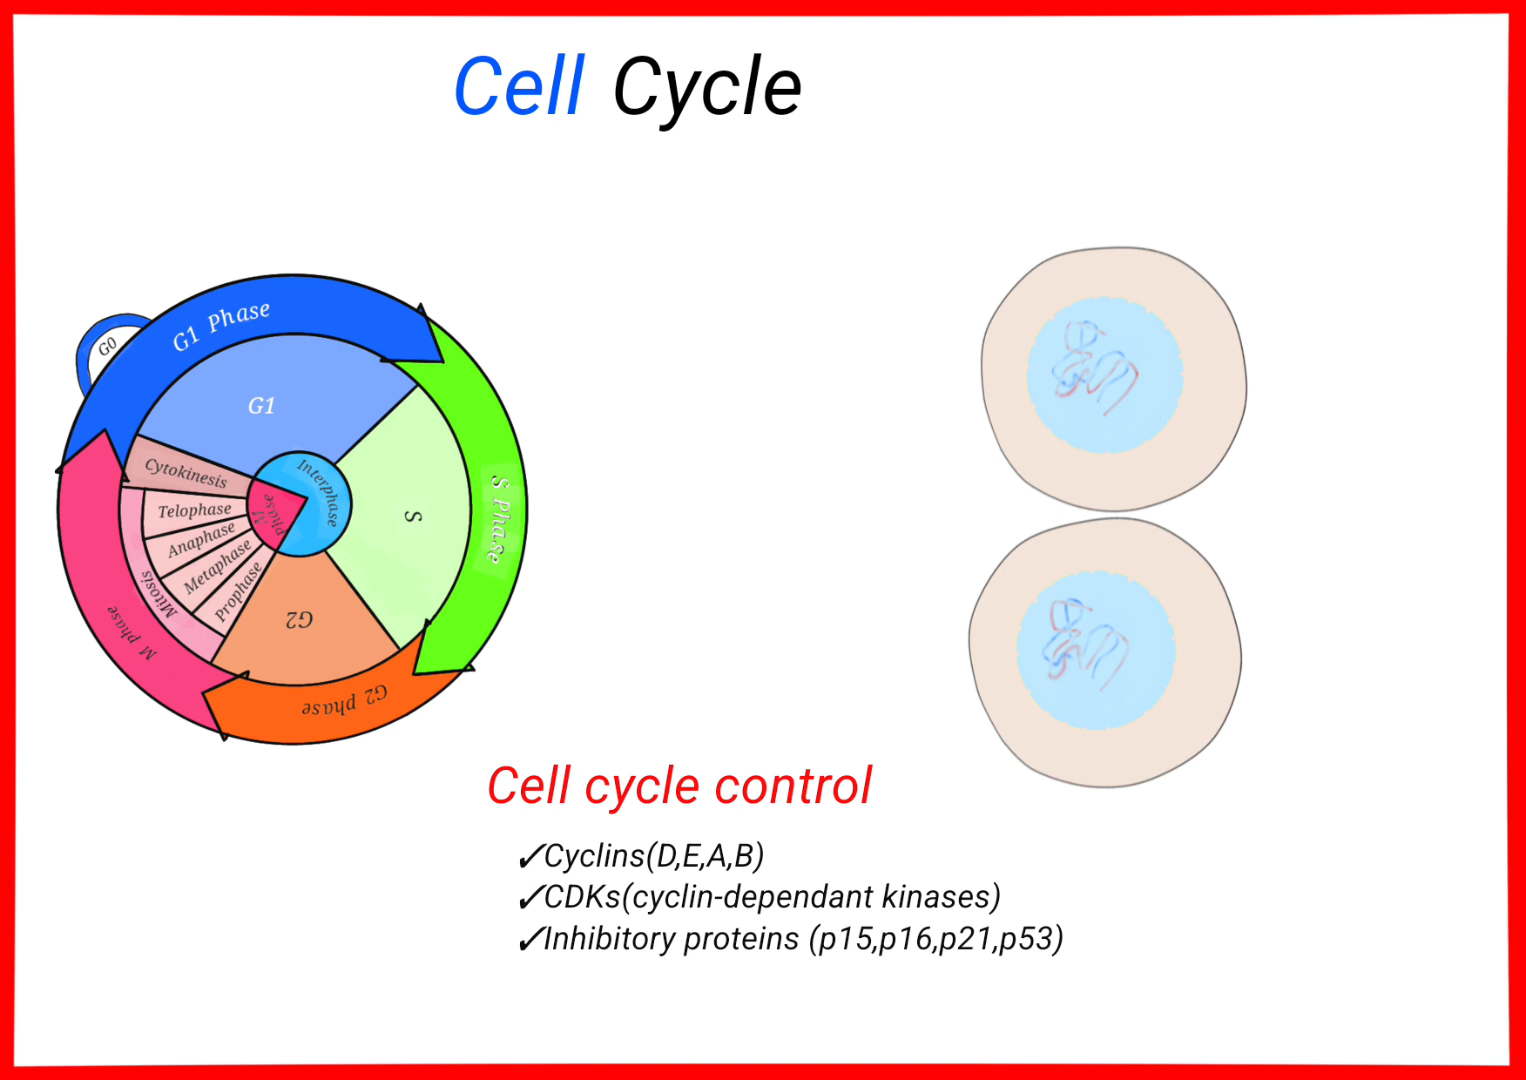 Cell Cycle
G0
G1 Phase
G1
S Phase
S
G2 phase
G2
M phase
Mitosis
Cytokinesis
Telophase
Anaphase
Metaphase
Prophase
Interphase
M
phase
Cell cycle control
✓Cyclins(D,E,A,B)
✓CDKs(cyclin-dependant kinases)
✓Inhibitory proteins (p15,p16,p21,p53)